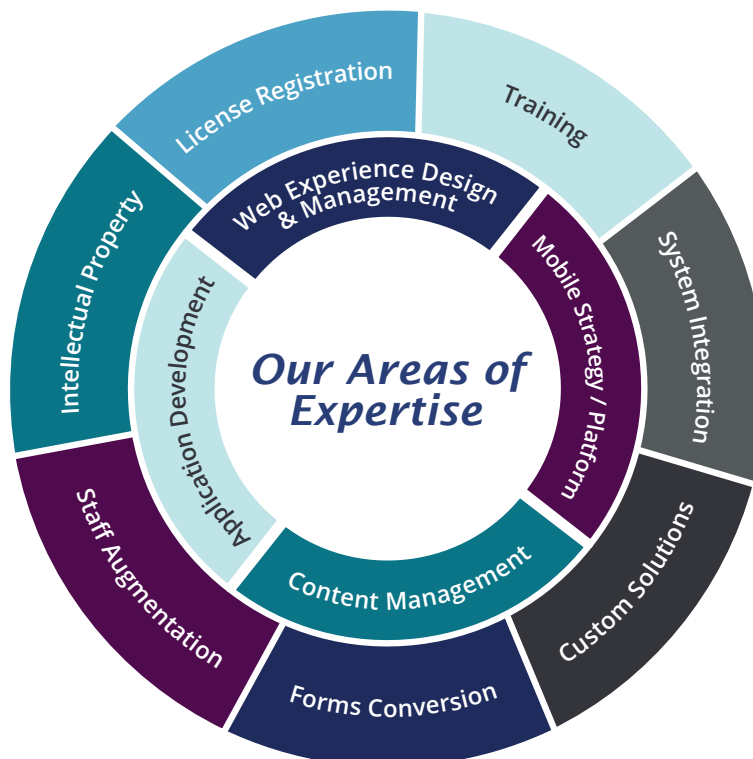 License Registration
Training
System Integration
Custom Solutions
Forms Conversion
Staff Augmentation
Intellectual Property
Web Experience Design
& Management
Mobile Strategy / Platform
Content Management
Application Development
Our Areas of
Expertise